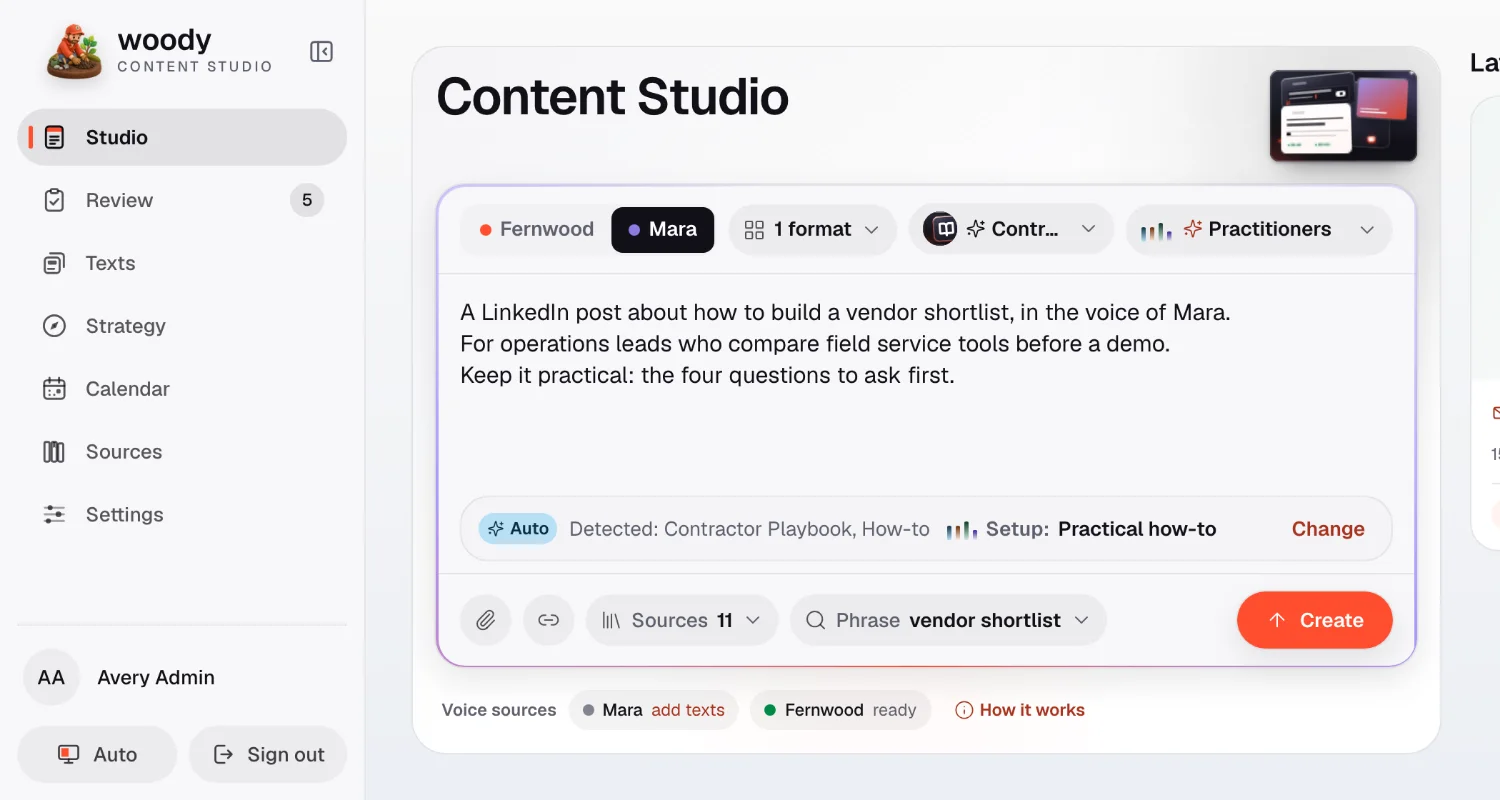 woody
CONTENT STUDIO
Studio
Review 5
Texts
Strategy
Calendar
Sources
Settings
AA Avery Admin
Auto Sign out
Content Studio
Fernwood Mara 1 format Contr... Practitioners
A LinkedIn post about how to build a vendor shortlist, in the voice of Mara.
For operations leads who compare field service tools before a demo.
Keep it practical: the four questions to ask first.
Auto Detected: Contractor Playbook, How-to Setup: Practical how-to Change
Sources 11 Phrase vendor shortlist Create
Voice sources Mara add texts Fernwood ready How it works